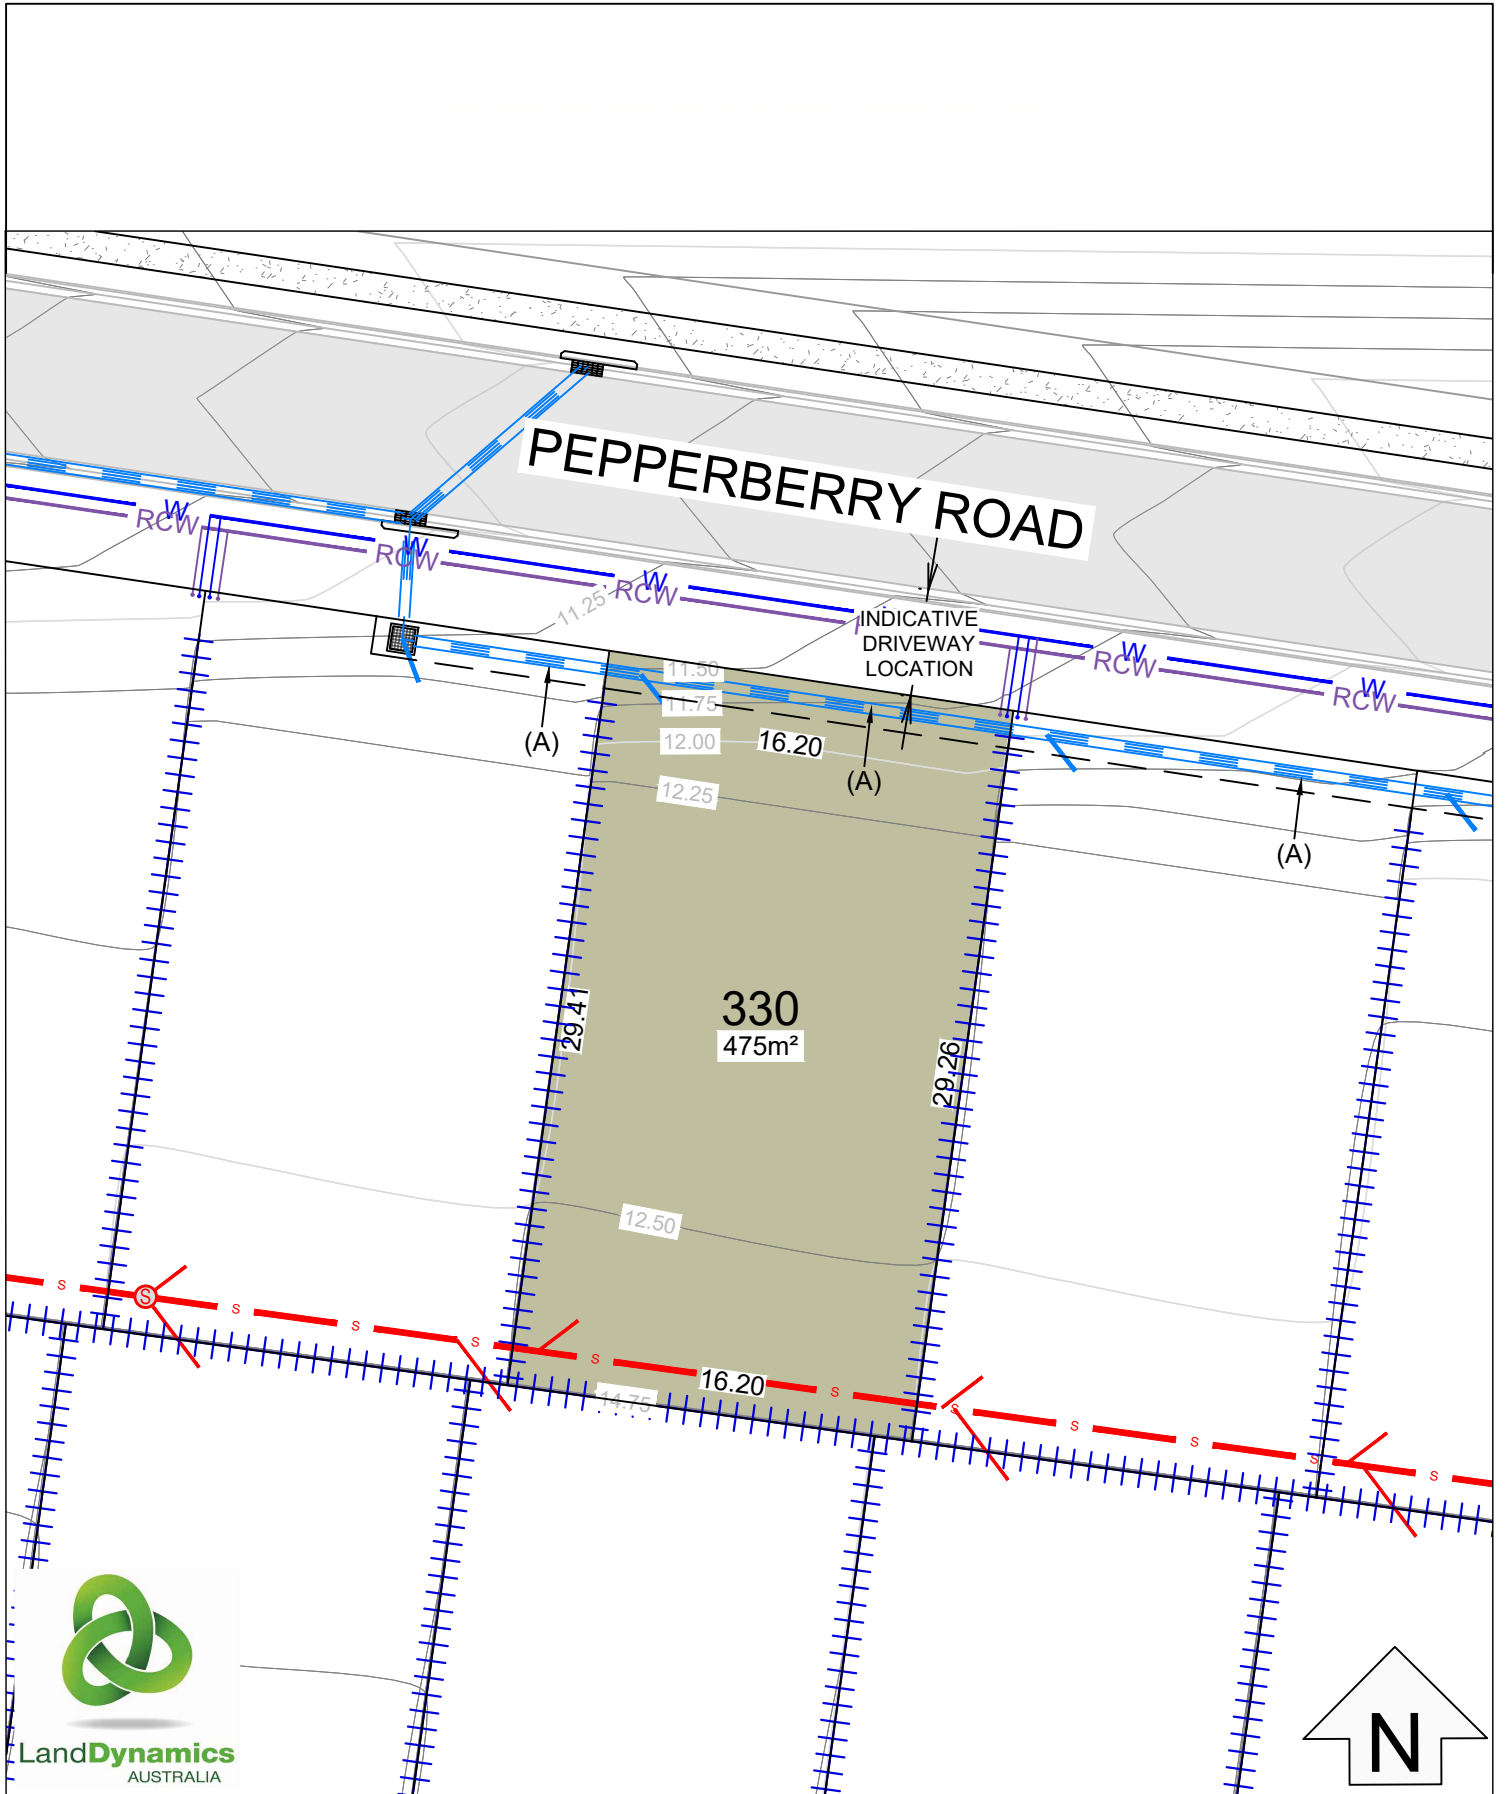 PEPPERBERRY ROAD
W
RCW
W
RCW
W
RCW
11.25
INDICATIVE
DRIVEWAY
LOCATION
W
RCW
W
RCW
11.50
11.75
12.00
16.20
12.25
(A)
(A)
(A)
330
475m²
29.41
29.26
12.50
S
S
S
S
S
S
16.20
S
S
S
S
S
S
14.75
LandDynamics
AUSTRALIA
N